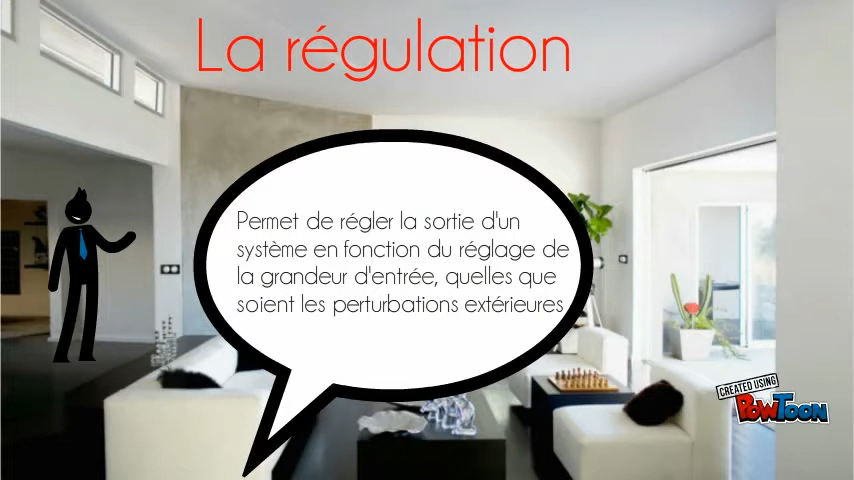 La régulation
Permet de régler la sortie d'un
système en fonction du réglage de
la grandeur d'entrée, quelles que
soient les perturbations extérieures
CREATED USING
POWTOON